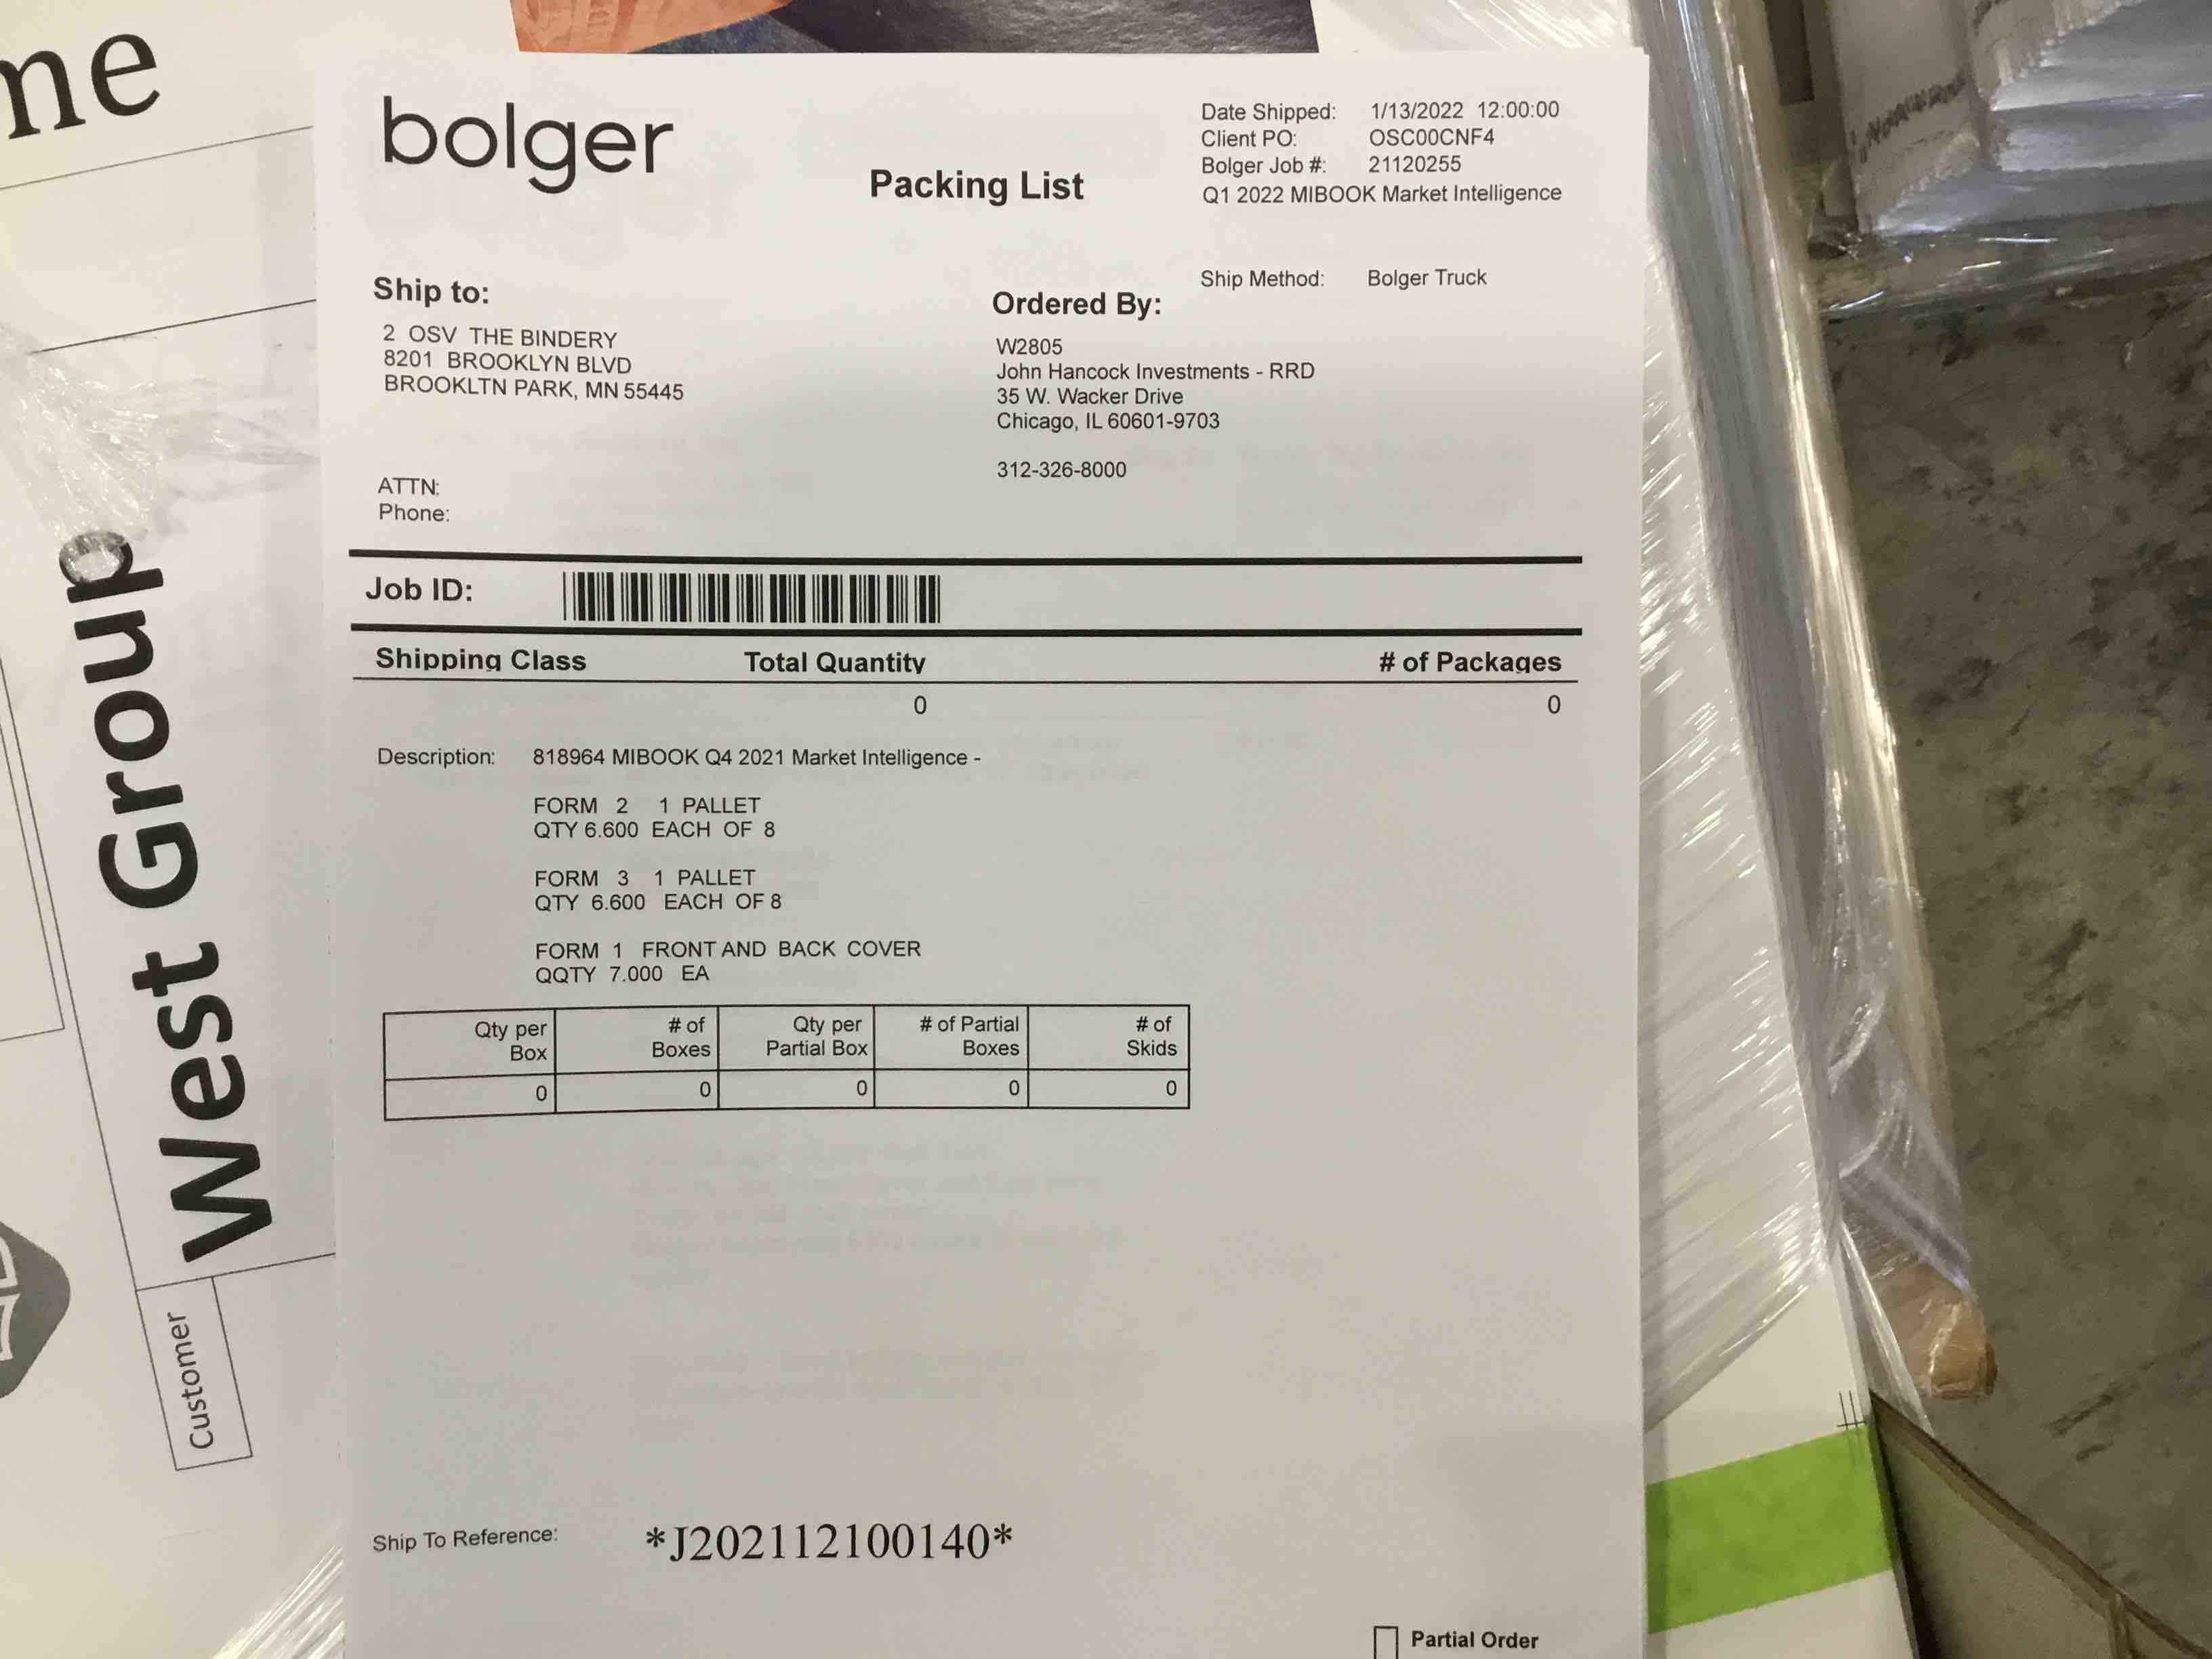 me
bolger
Packing List
Date Shipped: 1/13/2022 12:00:00
Client PO: OSC00CNF4
Bolger Job #: 21120255
Q1 2022 MIBOOK Market Intelligence
Ship Method: Bolger Truck
Ship to:
2 OSV THE BINDERY
8201 BROOKLYN BLVD
BROOKLTN PARK, MN 55445
ATTN:
Phone:
Ordered By:
W2805
John Hancock Investments - RRD
35 W. Wacker Drive
Chicago, IL 60601-9703
312-326-8000
Job ID:
Shipping Class Total Quantity # of Packages
0 0
Description: 818964 MIBOOK Q4 2021 Market Intelligence -
FORM 2 1 PALLET
QTY 6.600 EACH OF 8
FORM 3 1 PALLET
QTY 6.600 EACH OF 8
FORM 1 FRONT AND BACK COVER
QQTY 7.000 EA
Qty per Box # of Boxes Qty per Partial Box # of Partial Boxes # of Skids
0 0 0 0 0
Ship To Reference: *J202112100140*
Partial Order
West Group
Customer